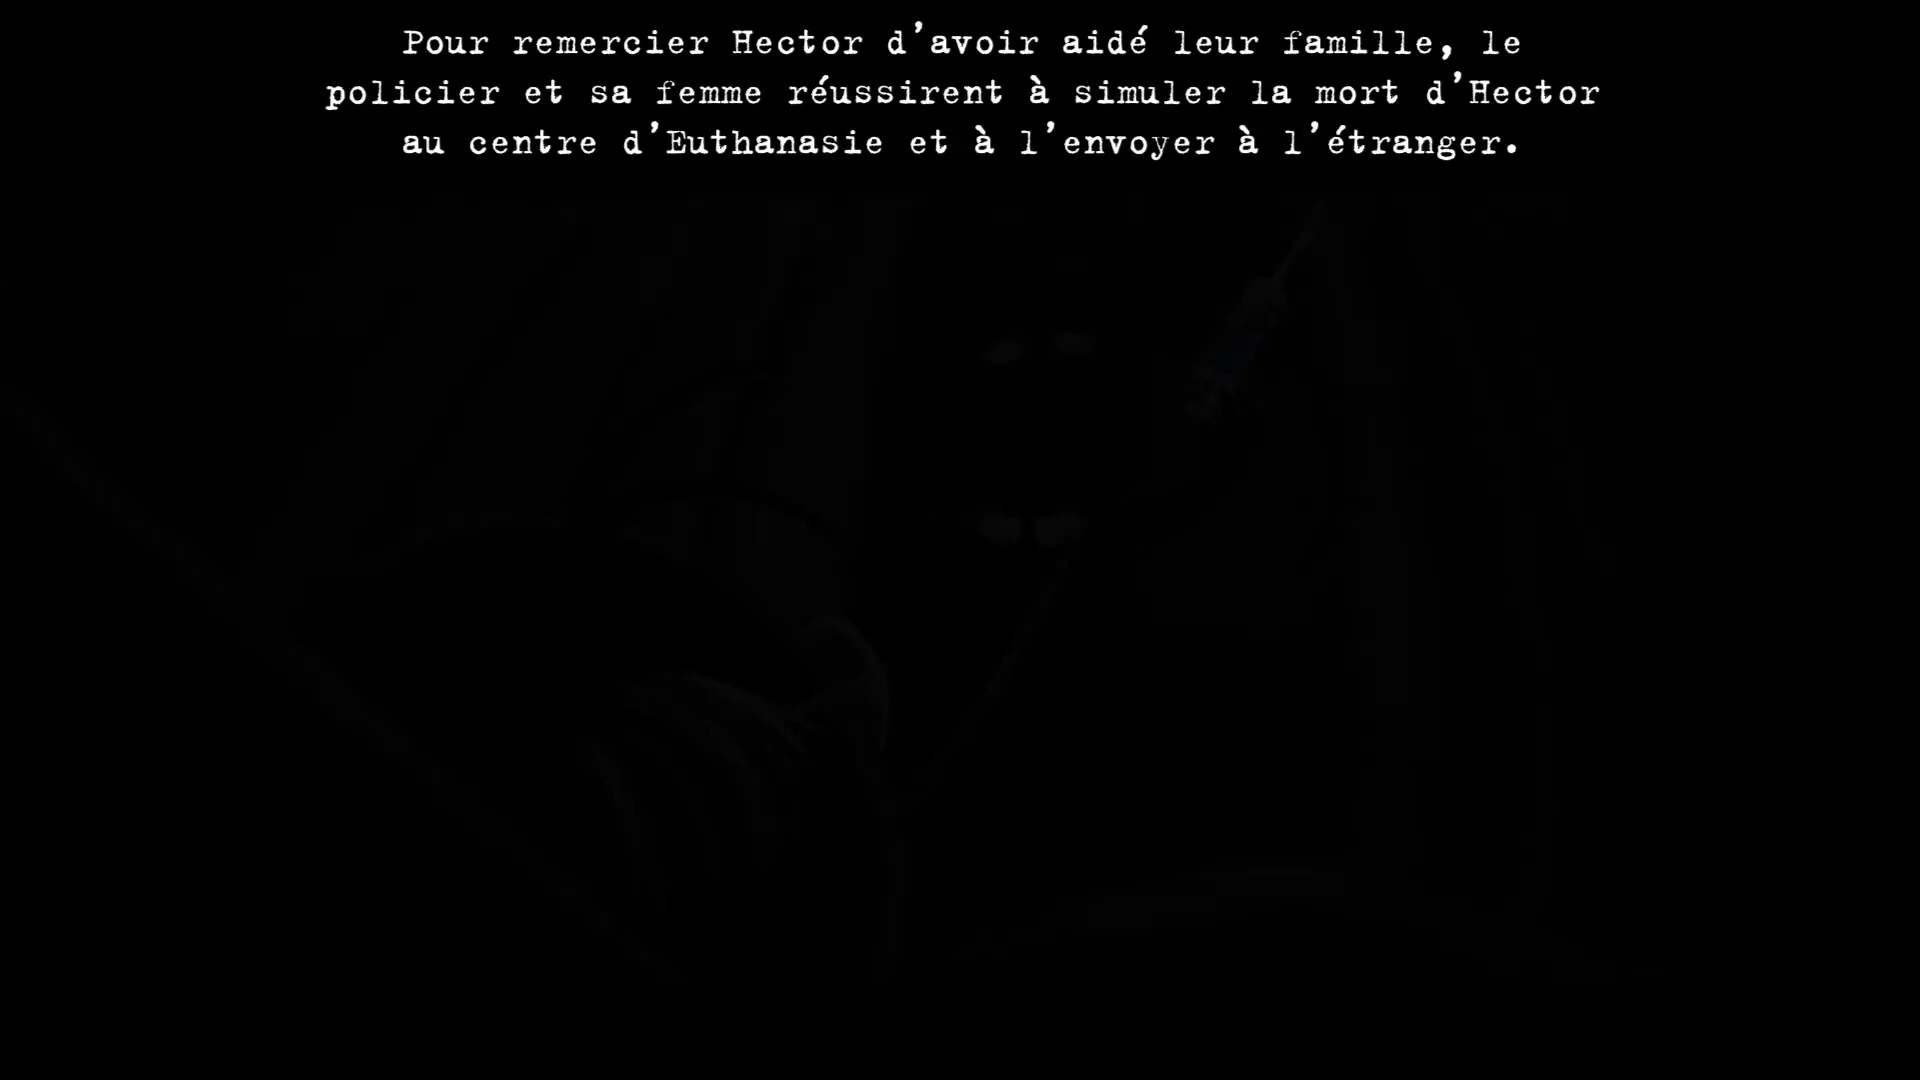 Pour remercier Hector d’avoir aidé leur famille, le
policier et sa femme réussirent à simuler la mort d’Hector
au centre d’Euthanasie et à l’envoyer à l’étranger.